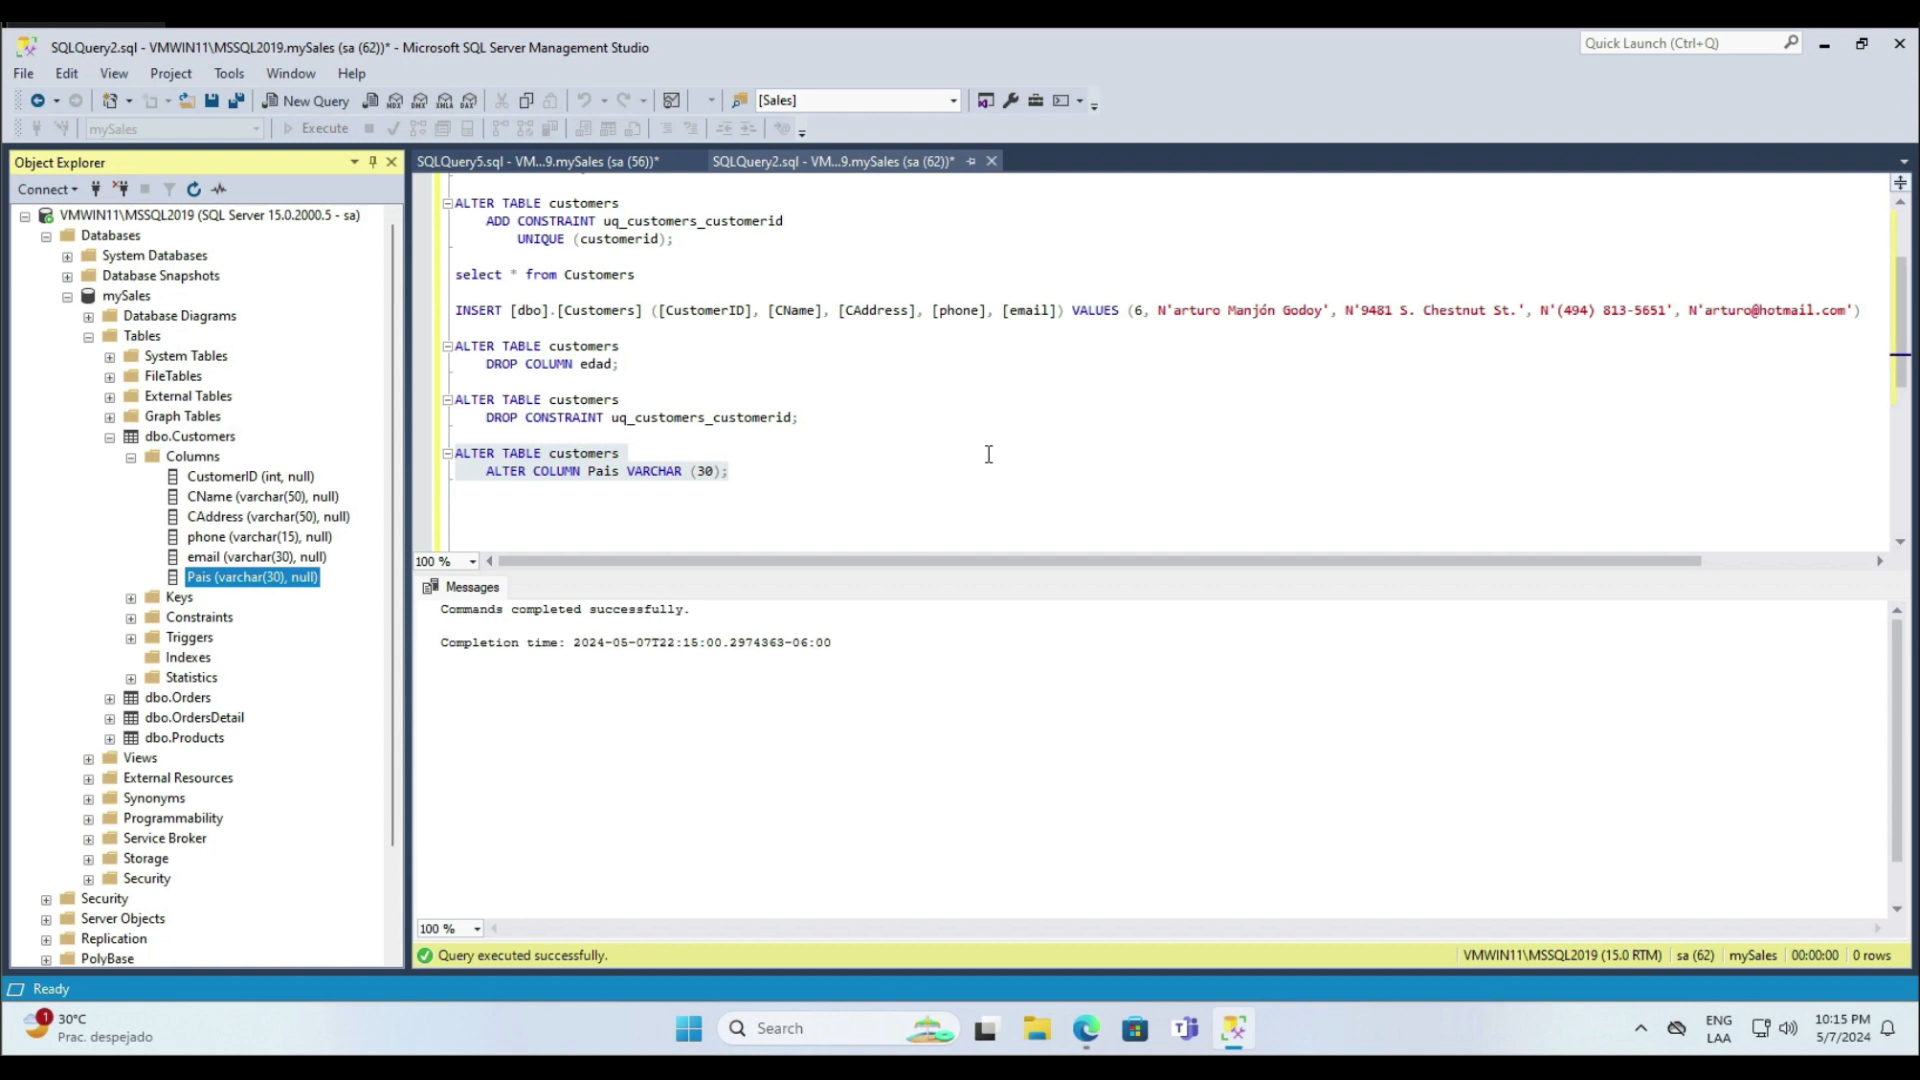 SQLQuery2.sql - VMWIN11\MSSQL2019.mySales (sa (62))* - Microsoft SQL Server Management Studio
Quick Launch (Ctrl+Q)
File Edit View Project Tools Window Help
New Query
MDX DMX XMLA DAX
[Sales]
mySales
Execute
Object Explorer
SQLQuery5.sql - VM...9.mySales (sa (56))*
SQLQuery2.sql - VM...9.mySales (sa (62))*
Connect
VMWIN11\MSSQL2019 (SQL Server 15.0.2000.5 - sa)
Databases
System Databases
Database Snapshots
mySales
Database Diagrams
Tables
System Tables
FileTables
External Tables
Graph Tables
dbo.Customers
Columns
CustomerID (int, null)
CName (varchar(50), null)
CAddress (varchar(50), null)
phone (varchar(15), null)
email (varchar(30), null)
Pais (varchar(30), null)
Keys
Constraints
Triggers
Indexes
Statistics
dbo.Orders
dbo.OrdersDetail
dbo.Products
Views
External Resources
Synonyms
Programmability
Service Broker
Storage
Security
Security
Server Objects
Replication
PolyBase
ALTER TABLE customers
ADD CONSTRAINT uq_customers_customerid
UNIQUE (customerid);
select * from Customers
INSERT [dbo].[Customers] ([CustomerID], [CName], [CAddress], [phone], [email]) VALUES (6, N'arturo Manjón Godoy', N'9481 S. Chestnut St.', N'(494) 813-5651', N'arturo@hotmail.com')
ALTER TABLE customers
DROP COLUMN edad;
ALTER TABLE customers
DROP CONSTRAINT uq_customers_customerid;
ALTER TABLE customers
ALTER COLUMN Pais VARCHAR (30);
100 %
Messages
Commands completed successfully.
Completion time: 2024-05-07T22:15:00.2974363-06:00
100 %
Query executed successfully.
VMWIN11\MSSQL2019 (15.0 RTM) sa (62) mySales 00:00:00 0 rows
Ready
1
30°C
Prac. despejado
Search
ENG
LAA
10:15 PM
5/7/2024